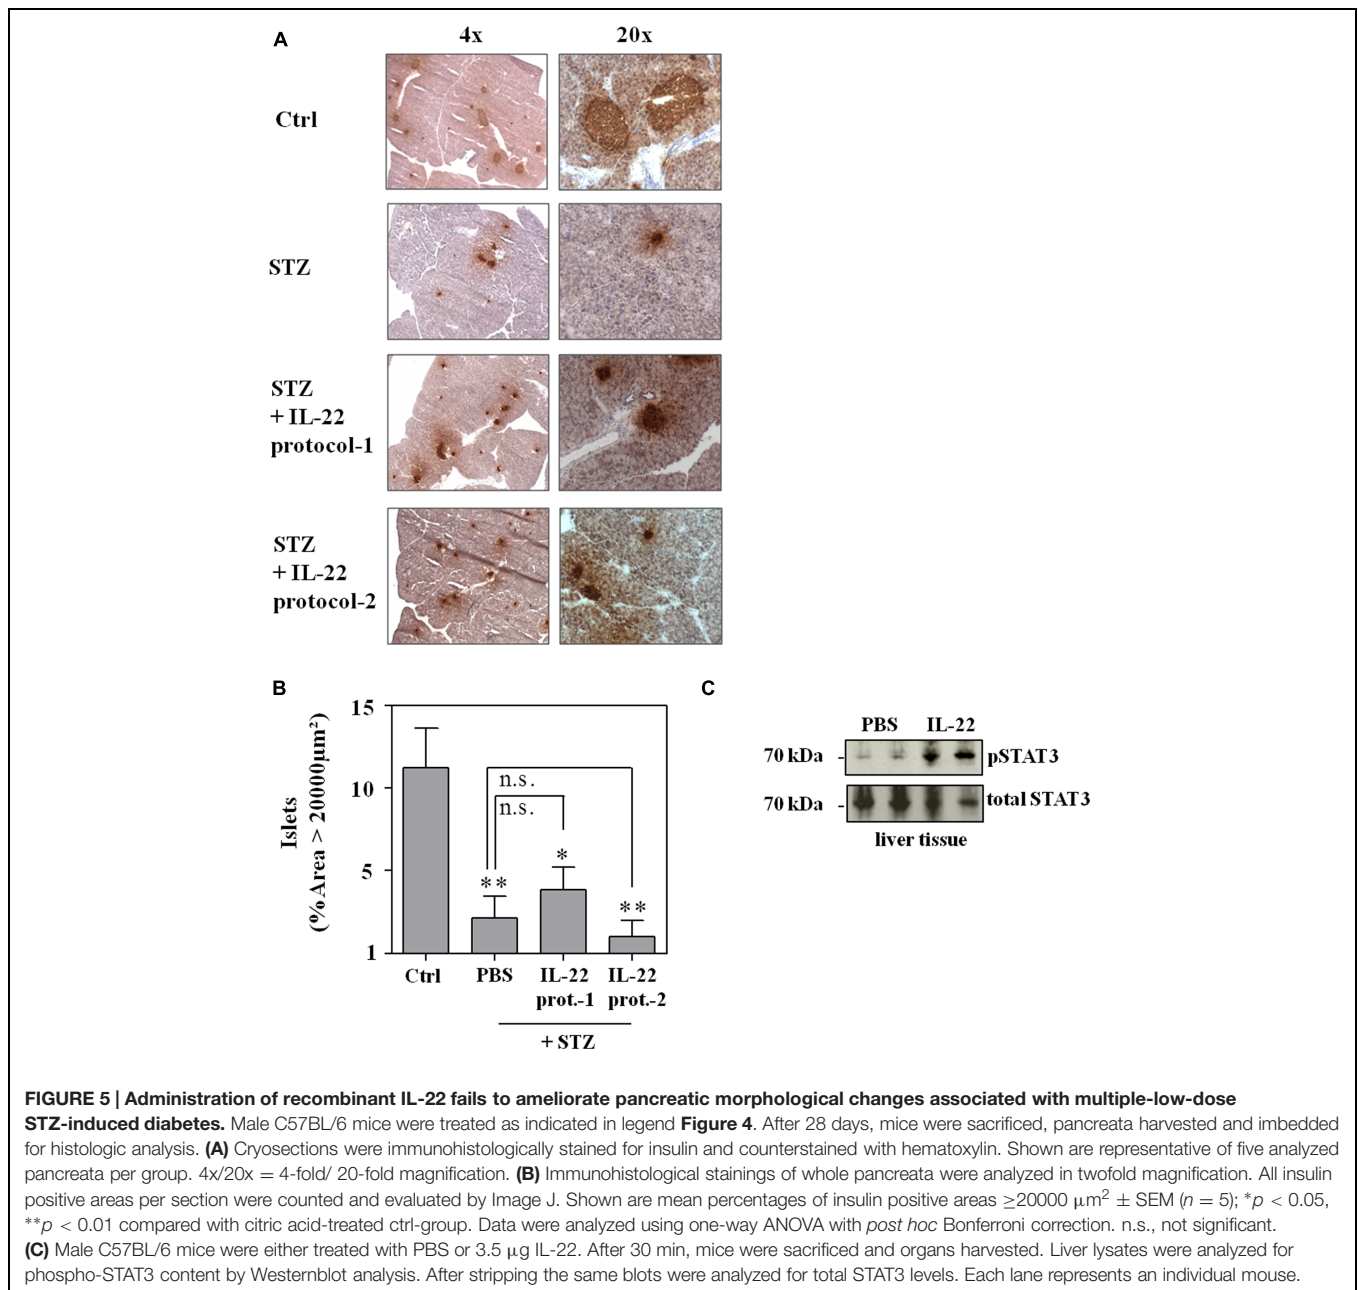 A
4x
20x
Ctrl
STZ
STZ
+ IL-22
protocol-1
STZ
+ IL-22
protocol-2
B
Islets
(% Area > 20000µm²)
15
10
5
1
n.s.
n.s.
**
*
**
Ctrl
PBS
IL-22
prot.-1
IL-22
prot.-2
+ STZ
C
PBS
IL-22
70 kDa -
pSTAT3
70 kDa -
total STAT3
liver tissue
FIGURE 5 | Administration of recombinant IL-22 fails to ameliorate pancreatic morphological changes associated with multiple-low-dose
STZ-induced diabetes. Male C57BL/6 mice were treated as indicated in legend Figure 4. After 28 days, mice were sacrificed, pancreata harvested and imbedded
for histologic analysis. (A) Cryosections were immunohistologically stained for insulin and counterstained with hematoxylin. Shown are representative of five analyzed
pancreata per group. 4x/20x = 4-fold/ 20-fold magnification. (B) Immunohistological stainings of whole pancreata were analyzed in twofold magnification. All insulin
positive areas per section were counted and evaluated by Image J. Shown are mean percentages of insulin positive areas ≥20000 µm² ± SEM (n = 5); *p < 0.05,
**p < 0.01 compared with citric acid-treated ctrl-group. Data were analyzed using one-way ANOVA with post hoc Bonferroni correction. n.s., not significant.
(C) Male C57BL/6 mice were either treated with PBS or 3.5 µg IL-22. After 30 min, mice were sacrificed and organs harvested. Liver lysates were analyzed for
phospho-STAT3 content by Westernblot analysis. After stripping the same blots were analyzed for total STAT3 levels. Each lane represents an individual mouse.